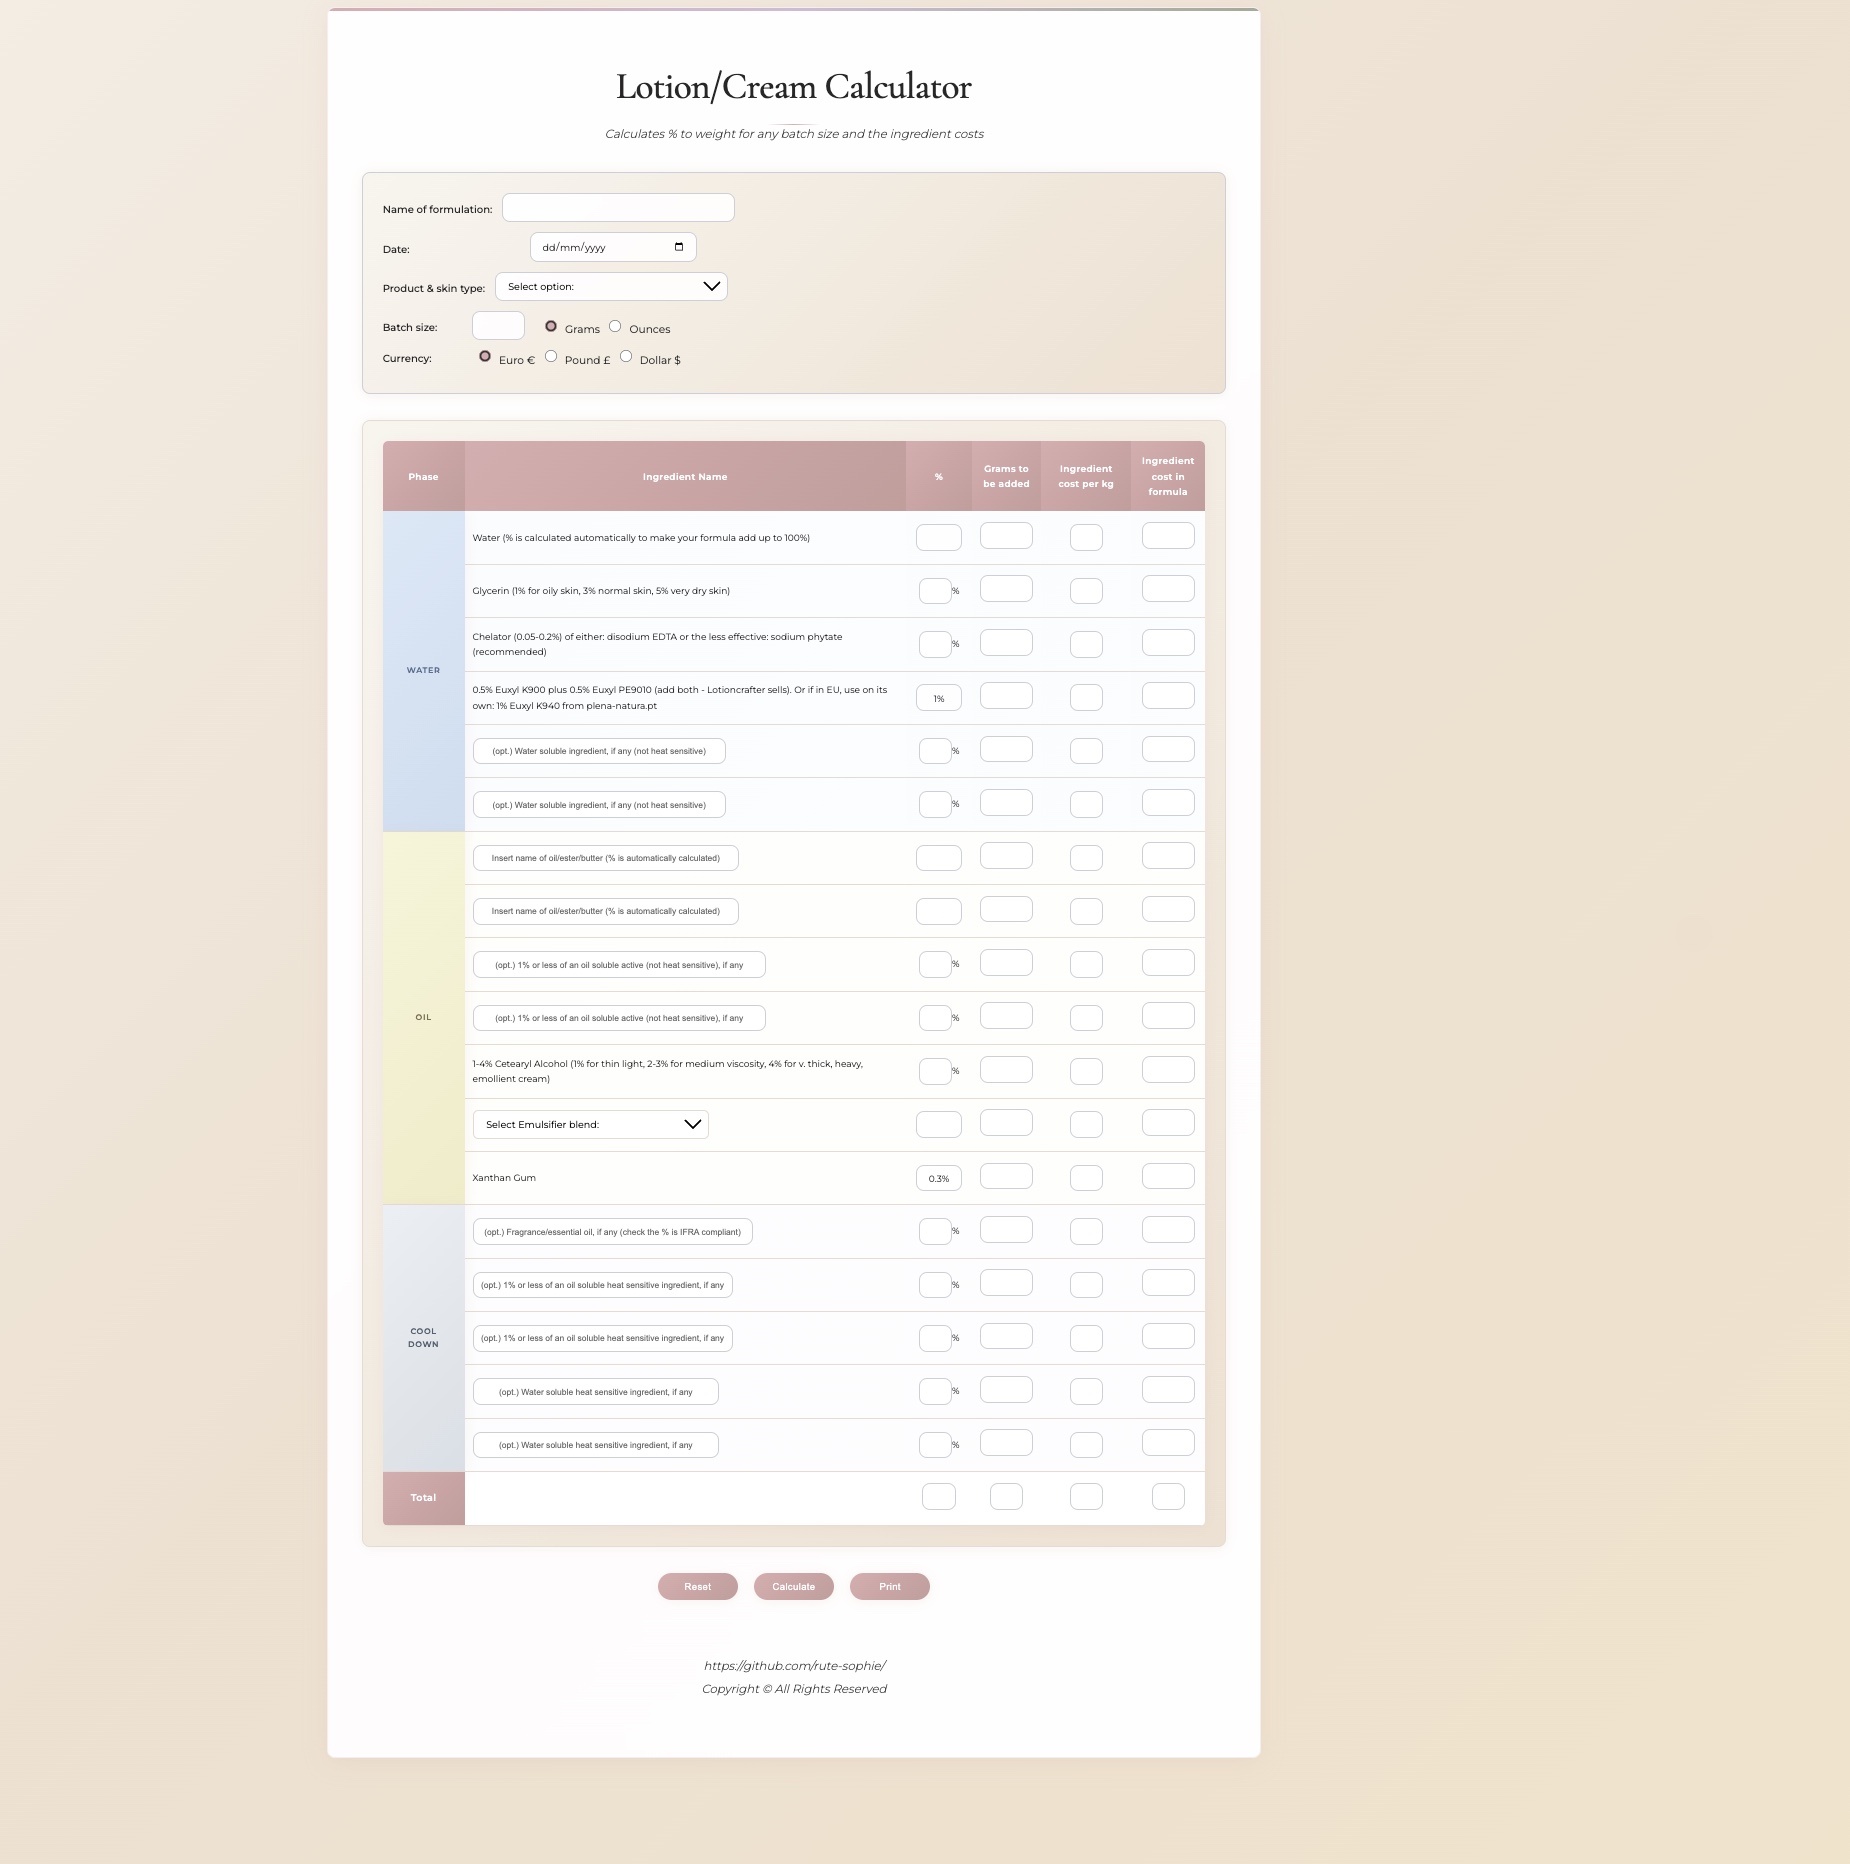 Lotion/Cream Calculator
Calculates % to weight for any batch size and the ingredient costs
Name of formulation:
Date: dd/mm/yyyy
Product & skin type: Select option:
Batch size: Grams Ounces
Currency: Euro € Pound £ Dollar $
Phase Ingredient Name % Grams to be added Ingredient cost per kg Ingredient cost in formula
WATER
Water (% is calculated automatically to make your formula add up to 100%)
Glycerin (1% for oily skin, 3% normal skin, 5% very dry skin) %
Chelator (0.05-0.2%) of either: disodium EDTA or the less effective: sodium phytate
(recommended) %
0.5% Euxyl K900 plus 0.5% Euxyl PE9010 (add both - Lotioncrafter sells). Or if in EU, use on its
own: 1% Euxyl K940 from plena-natura.pt 1%
(opt.) Water soluble ingredient, if any (not heat sensitive) %
(opt.) Water soluble ingredient, if any (not heat sensitive) %
OIL
Insert name of oil/ester/butter (% is automatically calculated)
Insert name of oil/ester/butter (% is automatically calculated)
(opt.) 1% or less of an oil soluble active (not heat sensitive), if any %
(opt.) 1% or less of an oil soluble active (not heat sensitive), if any %
1-4% Cetearyl Alcohol (1% for thin light, 2-3% for medium viscosity, 4% for v. thick, heavy,
emollient cream) %
Select Emulsifier blend:
Xanthan Gum 0.3%
COOL
DOWN
(opt.) Fragrance/essential oil, if any (check the % is IFRA compliant) %
(opt.) 1% or less of an oil soluble heat sensitive ingredient, if any %
(opt.) 1% or less of an oil soluble heat sensitive ingredient, if any %
(opt.) Water soluble heat sensitive ingredient, if any %
(opt.) Water soluble heat sensitive ingredient, if any %
Total
Reset Calculate Print
https://github.com/rute-sophie/
Copyright © All Rights Reserved